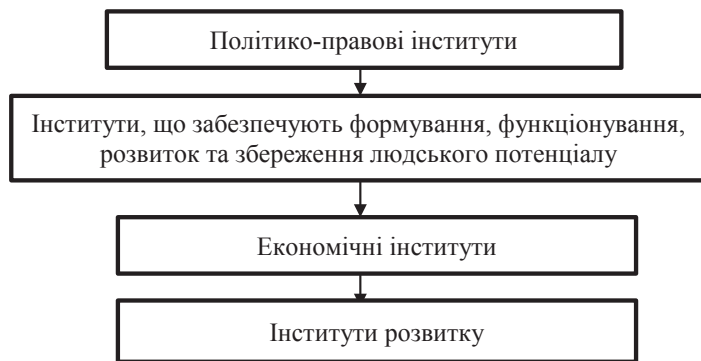 Політико-правові інститути
Інститути, що забезпечують формування, функціонування,
розвиток та збереження людського потенціалу
Економічні інститути
Інститути розвитку